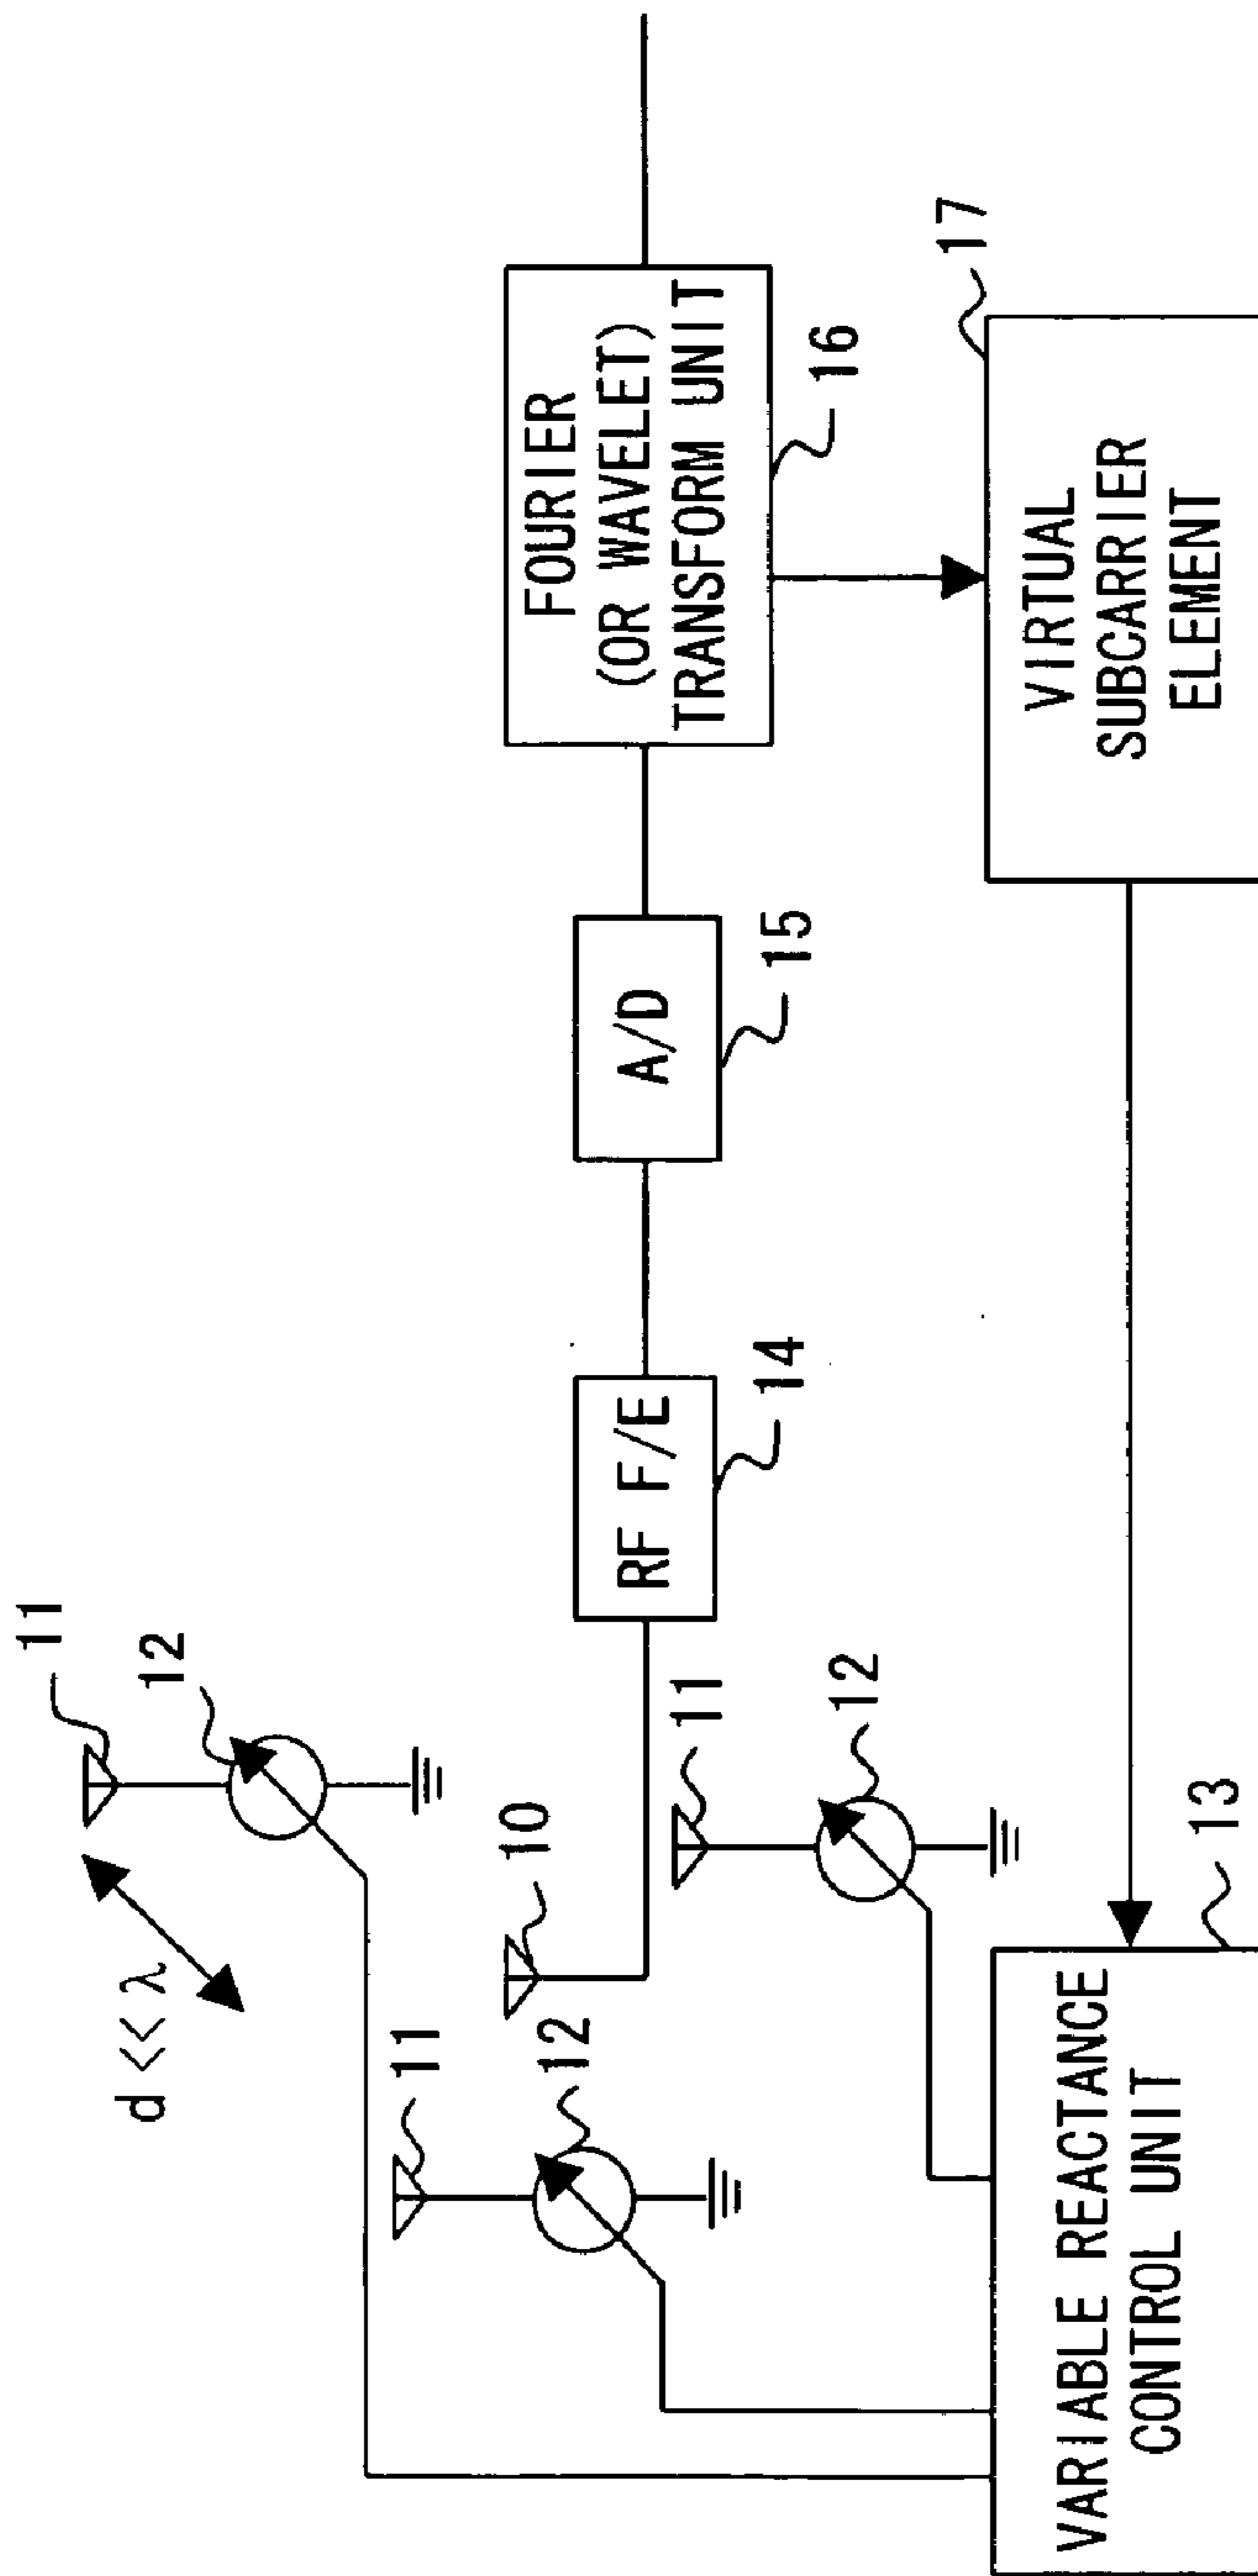 d << λ
11
12
11
12
10
11
12
RF F/E
14
A/D
15
FOURIER
(OR WAVELET)
TRANSFORM UNIT
16
VARIABLE REACTANCE
CONTROL UNIT
13
VIRTUAL
SUBCARRIER
ELEMENT
17